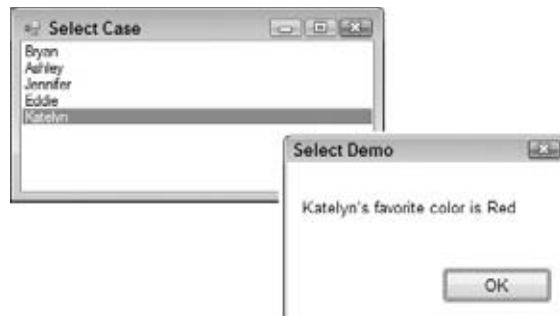 Select Case
Bryan
Ashley
Jennifer
Eddie
Katelyn
Select Demo
Katelyn's favorite color is Red
OK